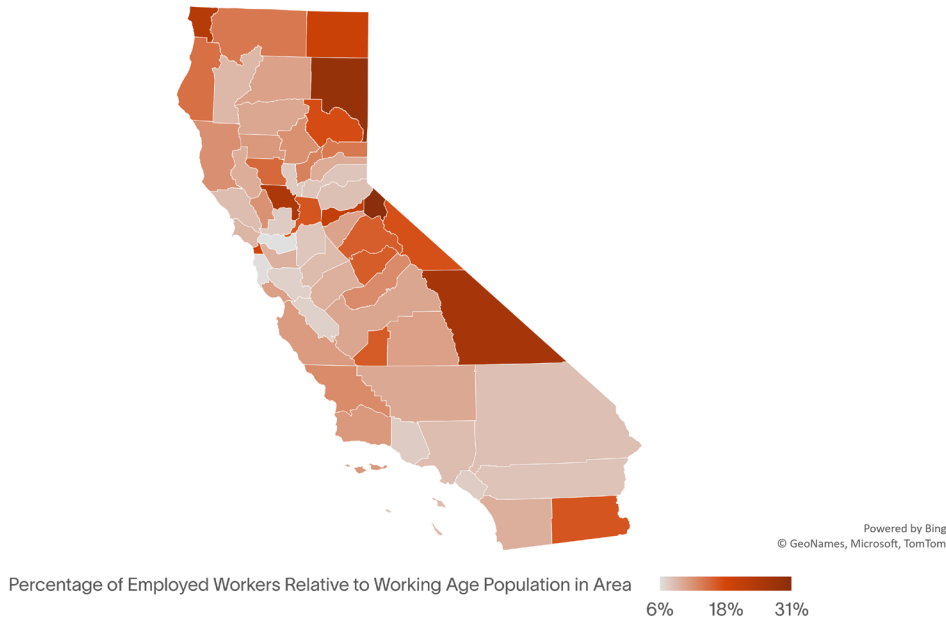 Powered by Bing
© GeoNames, Microsoft, TomTom
Percentage of Employed Workers Relative to Working Age Population in Area
6% 18% 31%